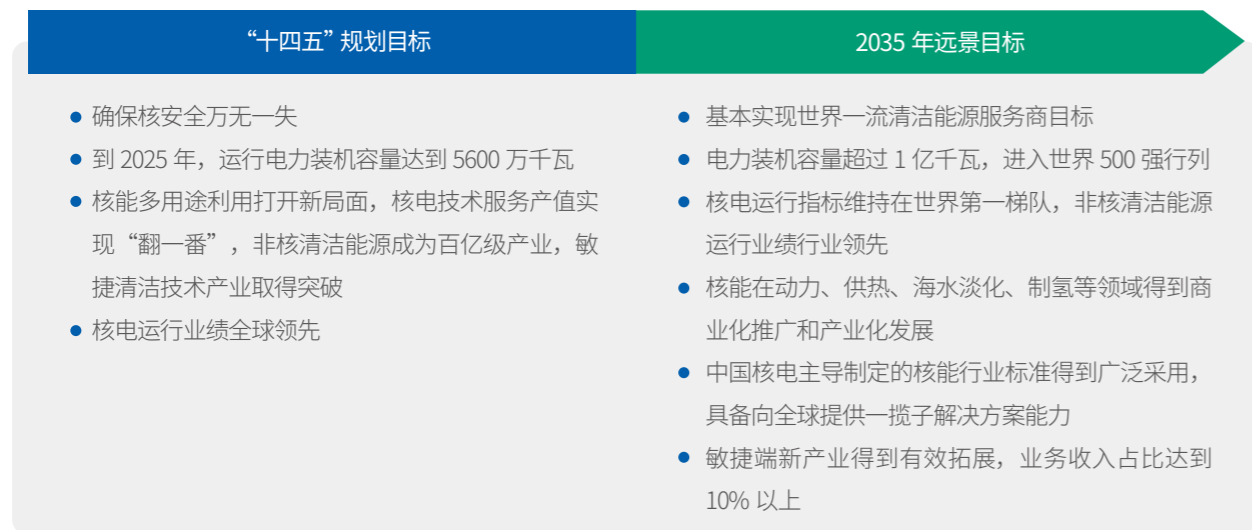 “十四五”规划目标
2035 年远景目标
确保核安全万无一失
到 2025 年，运行电力装机容量达到 5600 万千瓦
核能多用途利用打开新局面，核电技术服务产值实
现“翻一番”，非核清洁能源成为百亿级产业，敏
捷清洁技术产业取得突破
核电运行业绩全球领先
基本实现世界一流清洁能源服务商目标
电力装机容量超过 1 亿千瓦，进入世界 500 强行列
核电运行指标维持在世界第一梯队，非核清洁能源
运行业绩行业领先
核能在动力、供热、海水淡化、制氢等领域得到商
业化推广和产业化发展
中国核电主导制定的核能行业标准得到广泛采用，
具备向全球提供一揽子解决方案能力
敏捷端新产业得到有效拓展，业务收入占比达到
10% 以上